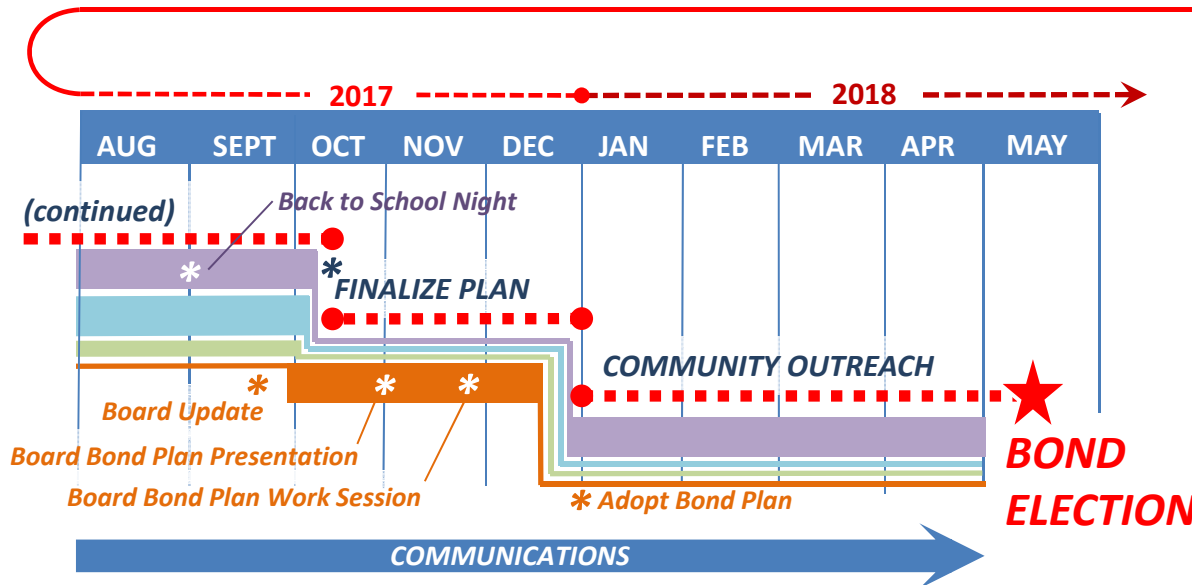 2017
2018
AUG
SEPT
OCT
NOV
DEC
JAN
FEB
MAR
APR
MAY
Back to School Night
(continued)
*
*
FINALIZE PLAN
COMMUNITY OUTREACH
* * *
Board Update
Board Bond Plan Presentation
Board Bond Plan Work Session
* Adopt Bond Plan
BOND
ELECTION
COMMUNICATIONS